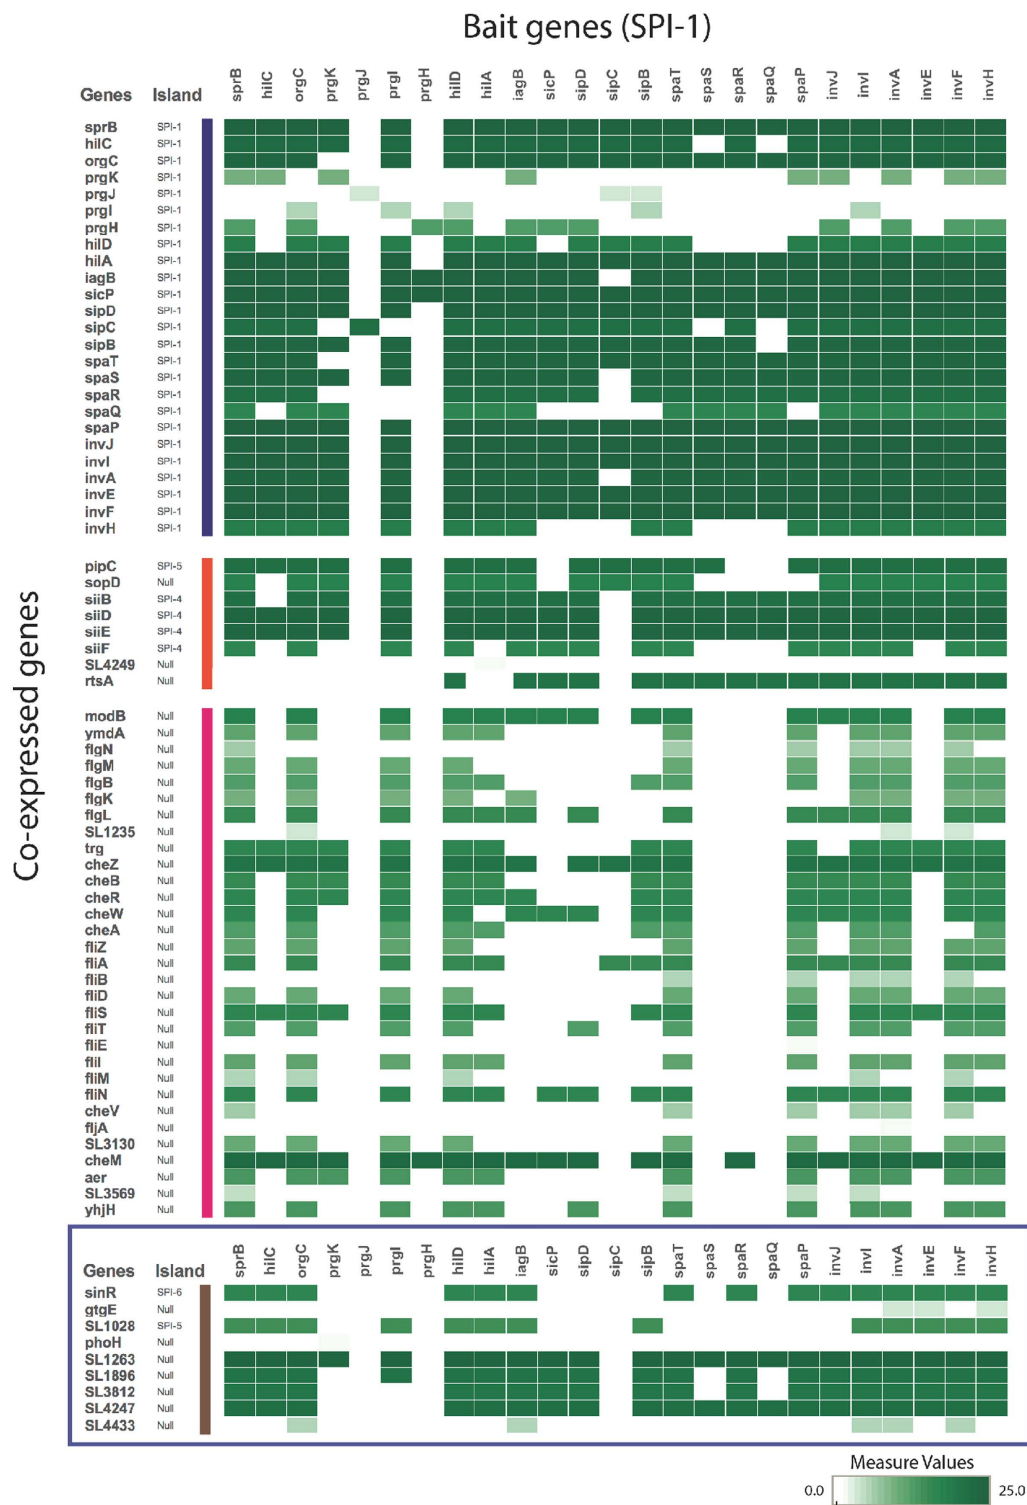 Bait genes (SPI-1)
Genes Island sprB hilC orgC prgK prgJ prgI prgH hilD hilA iagB sicP sipD sipC sipB spaT spaS spaR spaQ spaP invJ invI invA invE invF invH
sprB SPI-1
hilC SPI-1
orgC SPI-1
prgK SPI-1
prgJ SPI-1
prgI SPI-1
prgH SPI-1
hilD SPI-1
hilA SPI-1
iagB SPI-1
sicP SPI-1
sipD SPI-1
sipC SPI-1
sipB SPI-1
spaT SPI-1
spaS SPI-1
spaR SPI-1
spaQ SPI-1
spaP SPI-1
invJ SPI-1
invI SPI-1
invA SPI-1
invE SPI-1
invF SPI-1
invH SPI-1
Co-expressed genes
pipC SPI-5
sopD Null
siiB SPI-4
siiD SPI-4
siiE SPI-4
siiF SPI-4
SL4249 Null
rtsA Null
modB Null
ymdA Null
flgN Null
flgM Null
flgB Null
flgK Null
flgL Null
SL1235 Null
trg Null
cheZ Null
cheB Null
cheR Null
cheW Null
cheA Null
fliZ Null
fliA Null
fliB Null
fliD Null
fliS Null
fliT Null
fliE Null
fliI Null
fliM Null
fliN Null
cheV Null
fljA Null
SL3130 Null
cheM Null
aer Null
SL3569 Null
yhjH Null
Genes Island sprB hilC orgC prgK prgJ prgI prgH hilD hilA iagB sicP sipD sipC sipB spaT spaS spaR spaQ spaP invJ invI invA invE invF invH
sinR SPI-6
gtgE Null
SL1028 SPI-5
phoH Null
SL1263 Null
SL1896 Null
SL3812 Null
SL4247 Null
SL4433 Null
Measure Values
0.0 25.0